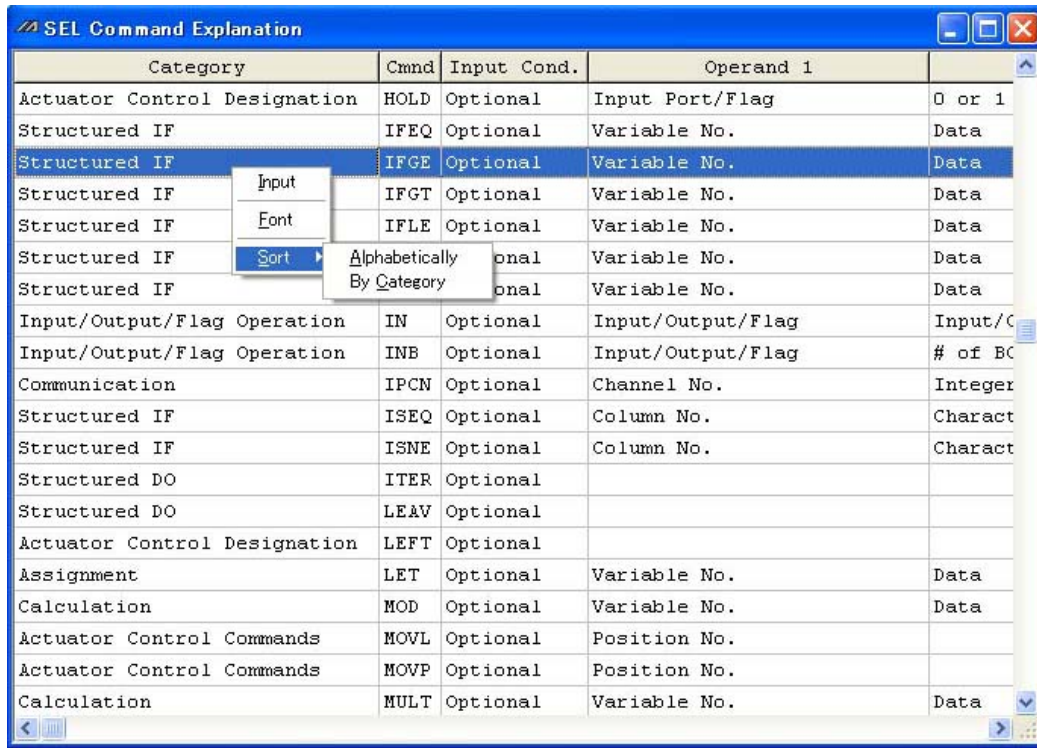 SEL Command Explanation
Category Cmnd Input Cond. Operand 1
Actuator Control Designation HOLD Optional Input Port/Flag 0 or 1
Structured IF IFEQ Optional Variable No. Data
Structured IF IFGE Optional Variable No. Data
Structured IF IFGT Optional Variable No. Data
Structured IF IFLE Optional Variable No. Data
Structured IF Variable No. Data
Structured IF Variable No. Data
Input
Font
Sort
Alphabetically
By Category
Input/Output/Flag Operation IN Optional Input/Output/Flag Input/
Input/Output/Flag Operation INB Optional Input/Output/Flag # of BC
Communication IPCN Optional Channel No. Integer
Structured IF ISEQ Optional Column No. Charact
Structured IF ISNE Optional Column No. Charact
Structured DO ITER Optional
Structured DO LEAV Optional
Actuator Control Designation LEFT Optional
Assignment LET Optional Variable No. Data
Calculation MOD Optional Variable No. Data
Actuator Control Commands MOVL Optional Position No.
Actuator Control Commands MOVP Optional Position No.
Calculation MULT Optional Variable No. Data